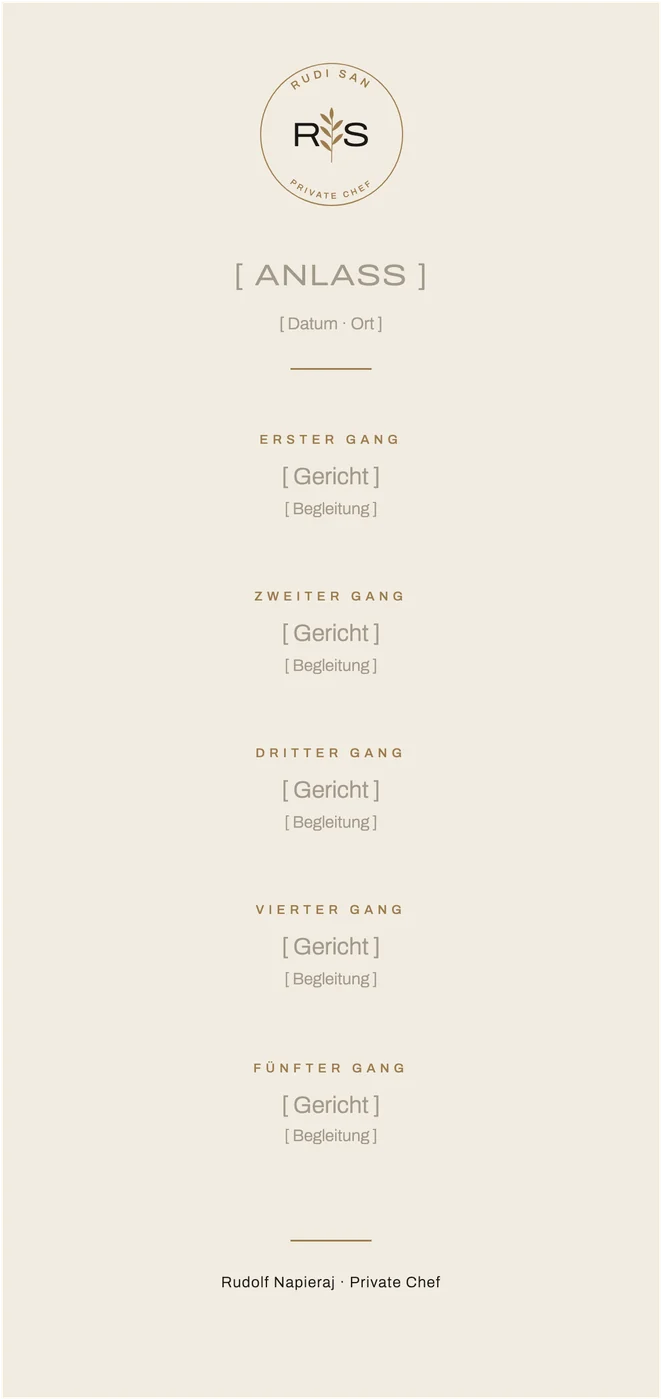 RUDI SAN
R S
PRIVATE CHEF
[ ANLASS ]
[ Datum · Ort ]
ERSTER GANG
[ Gericht ]
[ Begleitung ]
ZWEITER GANG
[ Gericht ]
[ Begleitung ]
DRITTER GANG
[ Gericht ]
[ Begleitung ]
VIERTER GANG
[ Gericht ]
[ Begleitung ]
FÜNFTER GANG
[ Gericht ]
[ Begleitung ]
Rudolf Napieraj · Private Chef